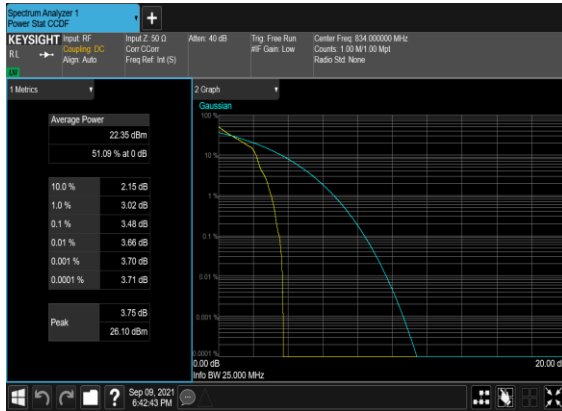 Spectrum Analyzer 1
Power Stat CCDF
+
KEYSIGHT
RL
LXI
Input: RF
Coupling: DC
Align: Auto
Input Z: 50 Ω
Corr CCorr
Freq Ref: Int (S)
Atten: 40 dB
Trig: Free Run
#IF Gain: Low
Center Freq: 834.000000 MHz
Counts: 1.00 M/1.00 Mpt
Radio Std: None
1 Metrics
Average Power
22.35 dBm
51.09 % at 0 dB
10.0 % 2.15 dB
1.0 % 3.02 dB
0.1 % 3.48 dB
0.01 % 3.66 dB
0.001 % 3.70 dB
0.0001 % 3.71 dB
Peak
3.75 dB
26.10 dBm
2 Graph
Gaussian
100 %
10 %
1 %
0.1 %
0.01 %
0.001 %
0.0001 %
0.00 dB
20.00 d
Info BW 25.000 MHz
?
Sep 09, 2021
6:42:43 PM